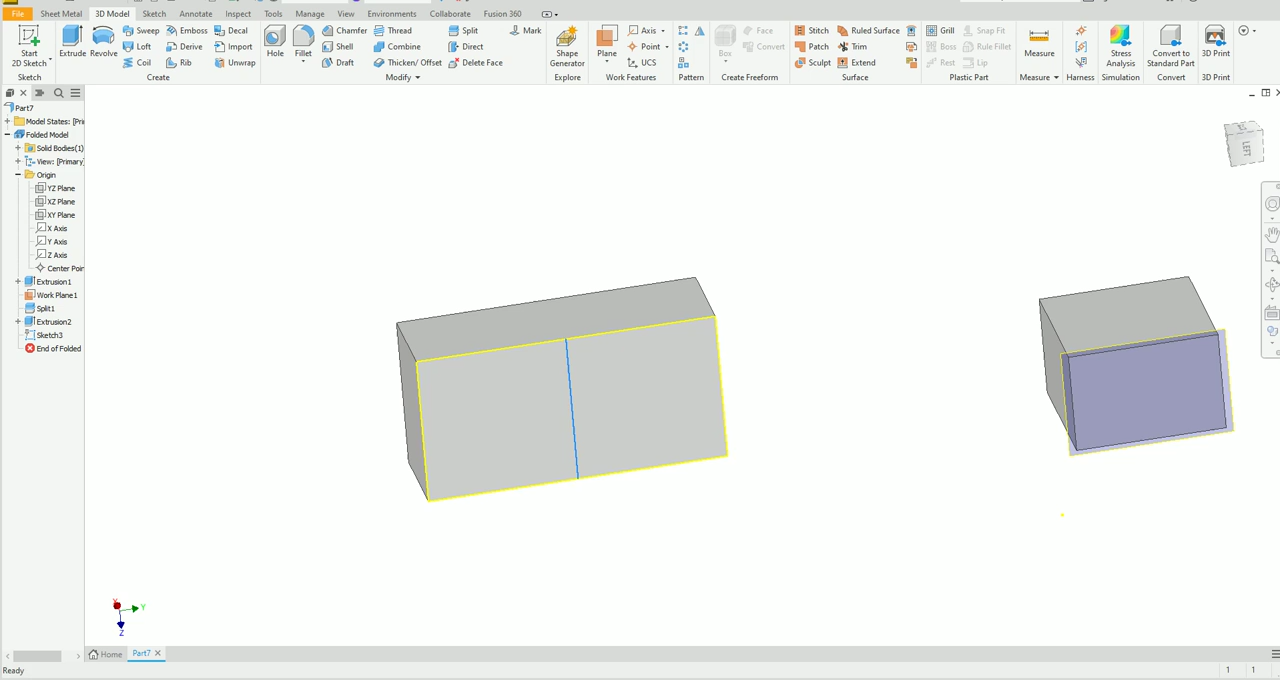 File Sheet Metal 3D Model Sketch Annotate Inspect Tools Manage View Environments Collaborate Fusion 360
Start
2D Sketch
Sketch
Extrude
Revolve
Sweep
Loft
Coil
Emboss
Derive
Rib
Decal
Import
Unwrap
Create
Hole
Fillet
Chamfer
Shell
Draft
Thread
Combine
Thicken/ Offset
Split
Direct
Delete Face
Mark
Modify
Shape
Generator
Explore
Plane
Axis
Point
UCS
Work Features
Pattern
Box
Face
Convert
Create Freeform
Stitch
Patch
Sculpt
Ruled Surface
Trim
Extend
Surface
Grill
Boss
Rest
Snap Fit
Rule Fillet
Lip
Plastic Part
Measure
Measure
Harness
Stress
Analysis
Simulation
Convert to
Standard Part
Convert
3D Print
3D Print
Part7
Model States: [Pri
Folded Model
Solid Bodies(1)
View: [Primary]
Origin
YZ Plane
XZ Plane
XY Plane
X Axis
Y Axis
Z Axis
Center Poin
Extrusion1
Work Plane1
Split1
Extrusion2
Sketch3
End of Folded
LEFT
X
Y
Z
Home Part7
Ready
1 1